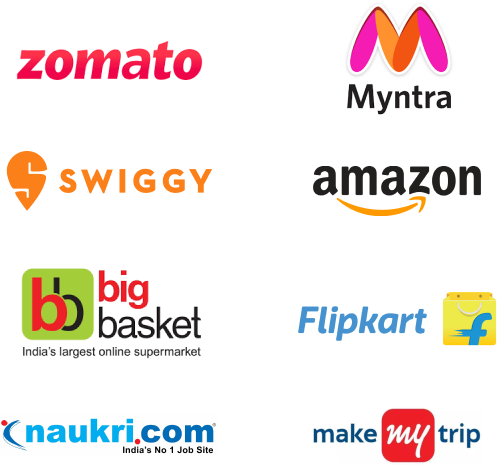 zomato
Myntra
SWIGGY
amazon
bb
big
basket
India's largest online supermarket
Flipkart
f
naukri.com®
India's No 1 Job Site
make my trip